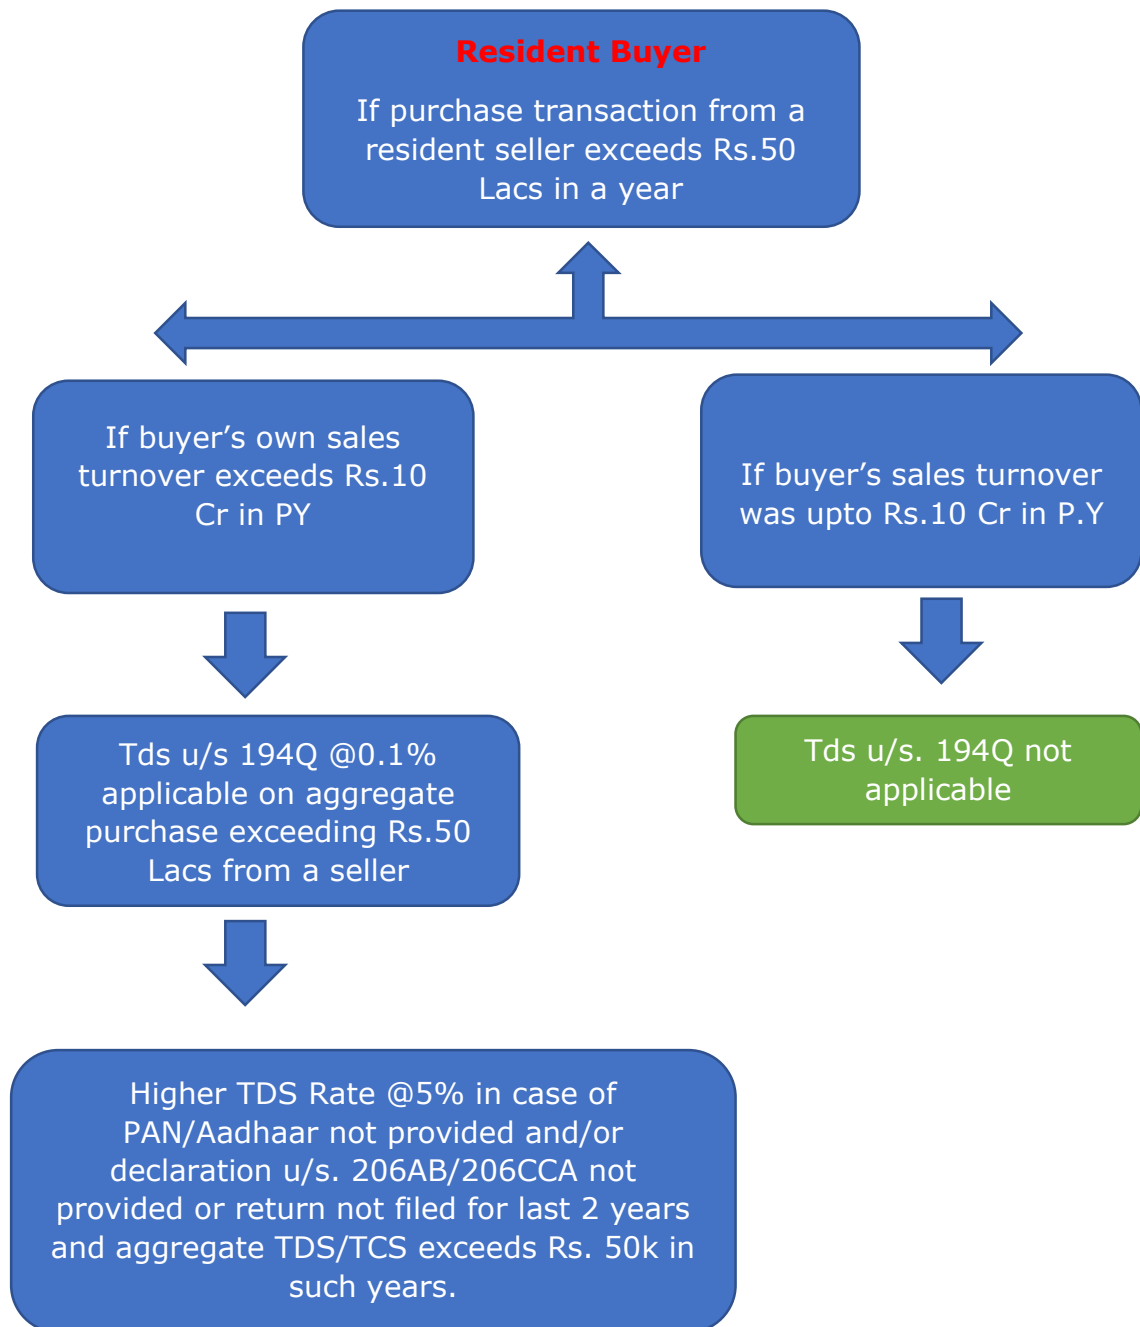 Resident Buyer
If purchase transaction from a
resident seller exceeds Rs.50
Lacs in a year
If buyer’s own sales
turnover exceeds Rs.10
Cr in PY
If buyer’s sales turnover
was upto Rs.10 Cr in P.Y
Tds u/s 194Q @0.1%
applicable on aggregate
purchase exceeding Rs.50
Lacs from a seller
Tds u/s. 194Q not
applicable
Higher TDS Rate @5% in case of
PAN/Aadhaar not provided and/or
declaration u/s. 206AB/206CCA not
provided or return not filed for last 2 years
and aggregate TDS/TCS exceeds Rs. 50k in
such years.